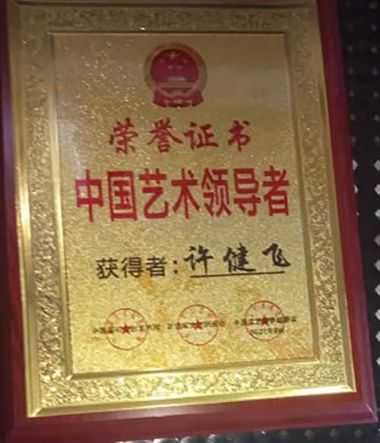 荣誉证书
中国艺术领导者
获得者:许健飞